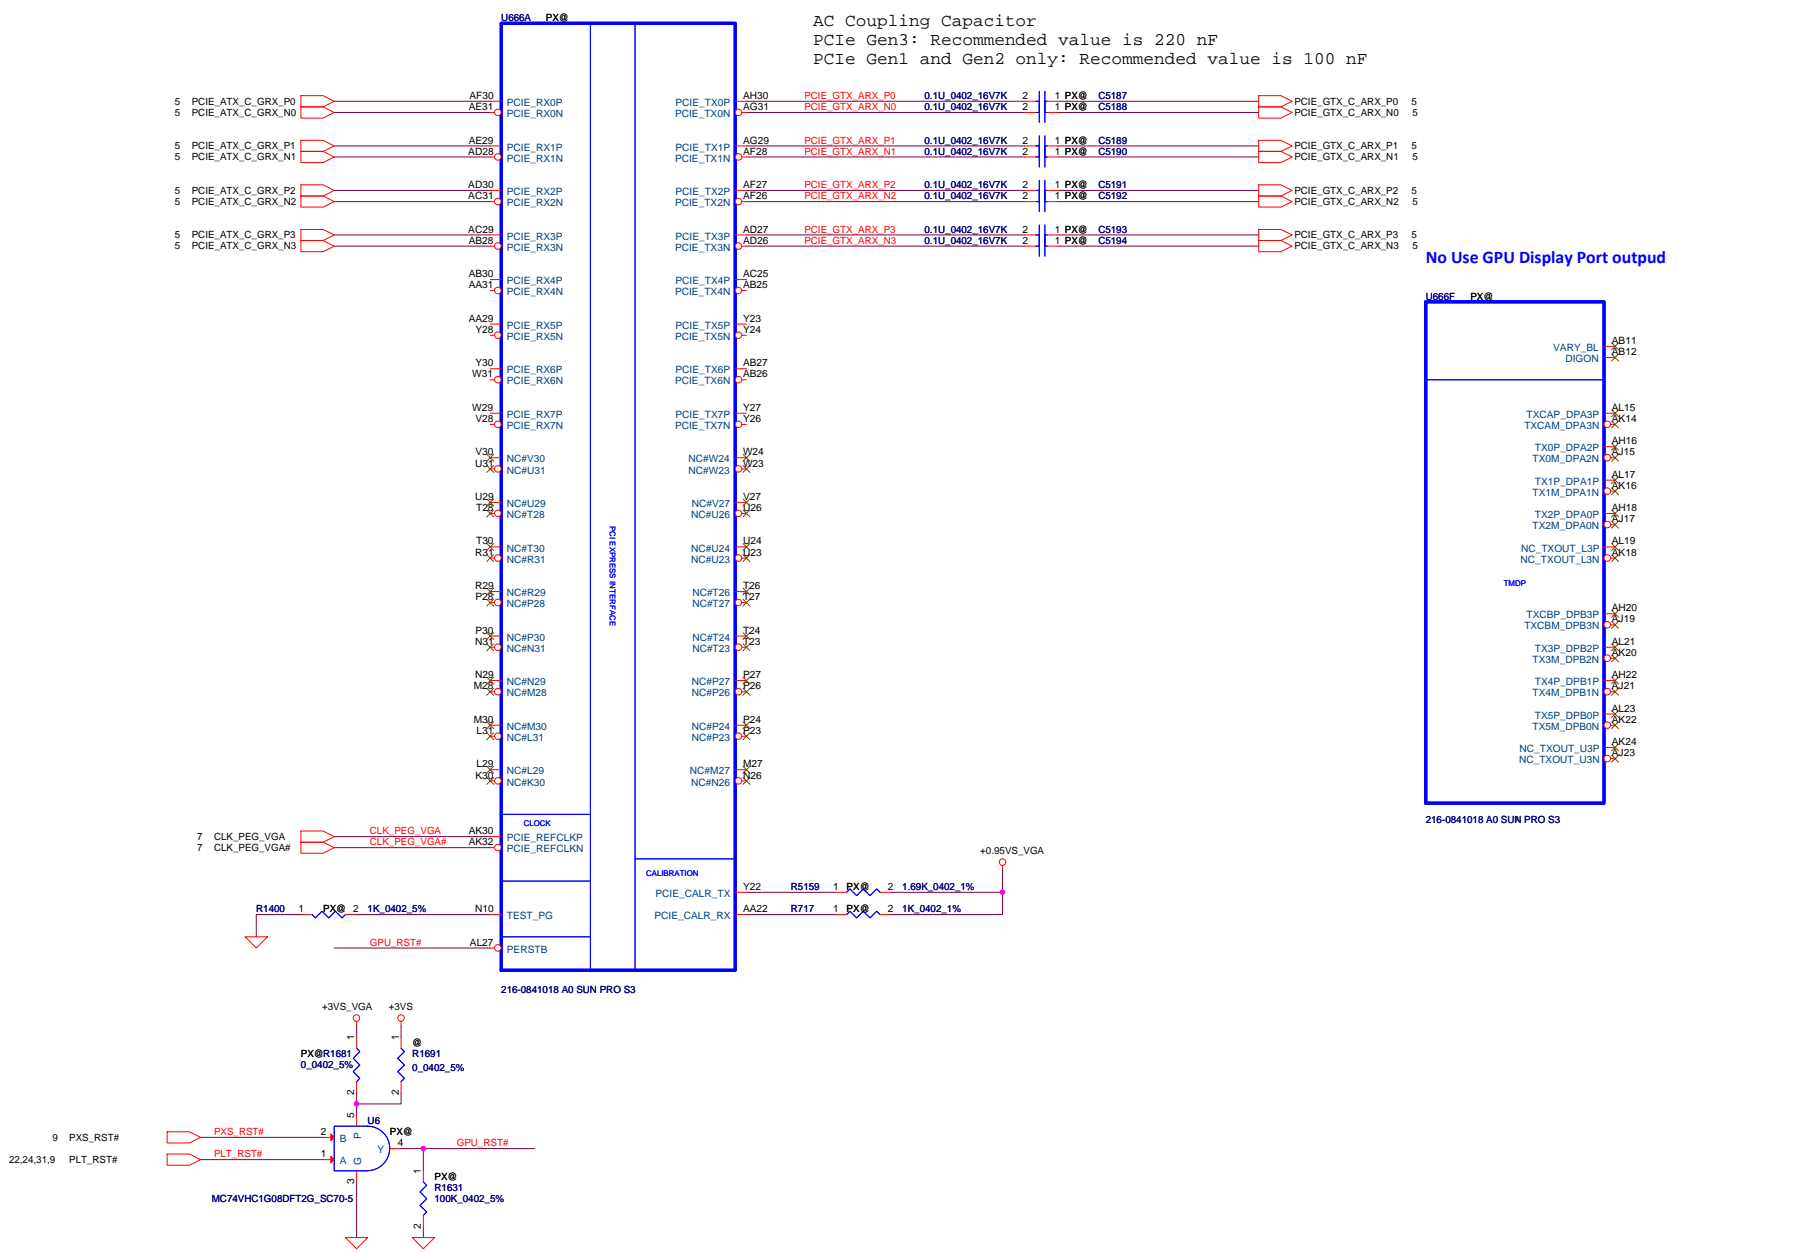 U666A PX@
AC Coupling Capacitor
PCIe Gen3: Recommended value is 220 nF
PCIe Gen1 and Gen2 only: Recommended value is 100 nF
5 PCIE_ATX_C_GRX_P0 AF30 PCIE_RX0P PCIE_TX0P AH30 PCIE_GTX_ARX_P0 0.1U_0402_16V7K 2 1 PX@ C5187 PCIE_GTX_C_ARX_P0 5
5 PCIE_ATX_C_GRX_N0 AE31 PCIE_RX0N PCIE_TX0N AG31 PCIE_GTX_ARX_N0 0.1U_0402_16V7K 2 1 PX@ C5188 PCIE_GTX_C_ARX_N0 5
5 PCIE_ATX_C_GRX_P1 AE29 PCIE_RX1P PCIE_TX1P AG29 PCIE_GTX_ARX_P1 0.1U_0402_16V7K 2 1 PX@ C5189 PCIE_GTX_C_ARX_P1 5
5 PCIE_ATX_C_GRX_N1 AD28 PCIE_RX1N PCIE_TX1N AF28 PCIE_GTX_ARX_N1 0.1U_0402_16V7K 2 1 PX@ C5190 PCIE_GTX_C_ARX_N1 5
5 PCIE_ATX_C_GRX_P2 AD30 PCIE_RX2P PCIE_TX2P AF27 PCIE_GTX_ARX_P2 0.1U_0402_16V7K 2 1 PX@ C5191 PCIE_GTX_C_ARX_P2 5
5 PCIE_ATX_C_GRX_N2 AC31 PCIE_RX2N PCIE_TX2N AF26 PCIE_GTX_ARX_N2 0.1U_0402_16V7K 2 1 PX@ C5192 PCIE_GTX_C_ARX_N2 5
5 PCIE_ATX_C_GRX_P3 AC29 PCIE_RX3P PCIE_TX3P AD27 PCIE_GTX_ARX_P3 0.1U_0402_16V7K 2 1 PX@ C5193 PCIE_GTX_C_ARX_P3 5
5 PCIE_ATX_C_GRX_N3 AB28 PCIE_RX3N PCIE_TX3N AD26 PCIE_GTX_ARX_N3 0.1U_0402_16V7K 2 1 PX@ C5194 PCIE_GTX_C_ARX_N3 5
AB30 PCIE_RX4P PCIE_TX4P AC25
AA31 PCIE_RX4N PCIE_TX4N AB25
AA29 PCIE_RX5P PCIE_TX5P Y23
Y28 PCIE_RX5N PCIE_TX5N Y24
Y30 PCIE_RX6P PCIE_TX6P AB27
W31 PCIE_RX6N PCIE_TX6N AB26
W29 PCIE_RX7P PCIE_TX7P Y27
V28 PCIE_RX7N PCIE_TX7N Y26
V30 NC#V30 NC#W24 W24
U31 NC#U31 NC#W23 W23
U29 NC#U29 NC#V27 V27
T28 NC#T28 NC#U26 U26
T30 NC#T30 NC#U24 U24
R31 NC#R31 NC#U23 U23
R29 NC#R29 NC#T26 T26
P28 NC#P28 NC#T27 T27
P30 NC#P30 NC#T24 T24
N31 NC#N31 NC#T23 T23
N29 NC#N29 NC#P27 P27
M28 NC#M28 NC#P26 P26
M30 NC#M30 NC#P24 P24
L31 NC#L31 NC#P23 P23
L29 NC#L29 NC#M27 M27
K30 NC#K30 NC#N26 N26
PCI EXPRESS INTERFACE
CLOCK
7 CLK_PEG_VGA CLK_PEG_VGA AK30 PCIE_REFCLKP
7 CLK_PEG_VGA# CLK_PEG_VGA# AK32 PCIE_REFCLKN
+0.95VS_VGA
CALIBRATION
PCIE_CALR_TX Y22 R5159 1 PX@ 2 1.69K_0402_1%
R1400 1 PX@ 2 1K_0402_5% N10 TEST_PG PCIE_CALR_RX AA22 R717 1 PX@ 2 1K_0402_1%
GPU_RST# AL27 PERSTB
216-0841018 A0 SUN PRO S3
No Use GPU Display Port outpud
U666F PX@
VARY_BL AB11
DIGON AB12
TXCAP_DPA3P AL15
TXCAM_DPA3N AK14
TX0P_DPA2P AH16
TX0M_DPA2N AJ15
TX1P_DPA1P AL17
TX1M_DPA1N AK16
TX2P_DPA0P AH18
TX2M_DPA0N AJ17
NC_TXOUT_L3P AL19
NC_TXOUT_L3N AK18
TMDP
TXCBP_DPB3P AH20
TXCBM_DPB3N AJ19
TX3P_DPB2P AL21
TX3M_DPB2N AK20
TX4P_DPB1P AH22
TX4M_DPB1N AJ21
TX5P_DPB0P AL23
TX5M_DPB0N AK22
NC_TXOUT_U3P AK24
NC_TXOUT_U3N AJ23
216-0841018 A0 SUN PRO S3
+3VS_VGA +3VS
1 1 @
PX@ R1681 R1691
0_0402_5% 0_0402_5%
2 2
5 U6
9 PXS_RST# PXS_RST# 2 B P PX@
Y 4 GPU_RST#
22,24,31,9 PLT_RST# PLT_RST# 1 A G
3 1 PX@
R1631
MC74VHC1G08DFT2G_SC70-5 100K_0402_5%
2